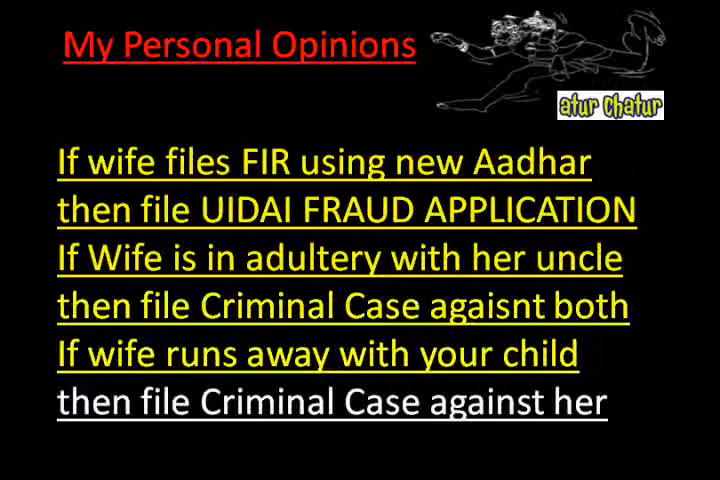 My Personal Opinions
atur chatur
If wife files FIR using new Aadhar
then file UIDAI FRAUD APPLICATION
If Wife is in adultery with her uncle
then file Criminal Case agaisnt both
If wife runs away with your child
then file Criminal Case against her